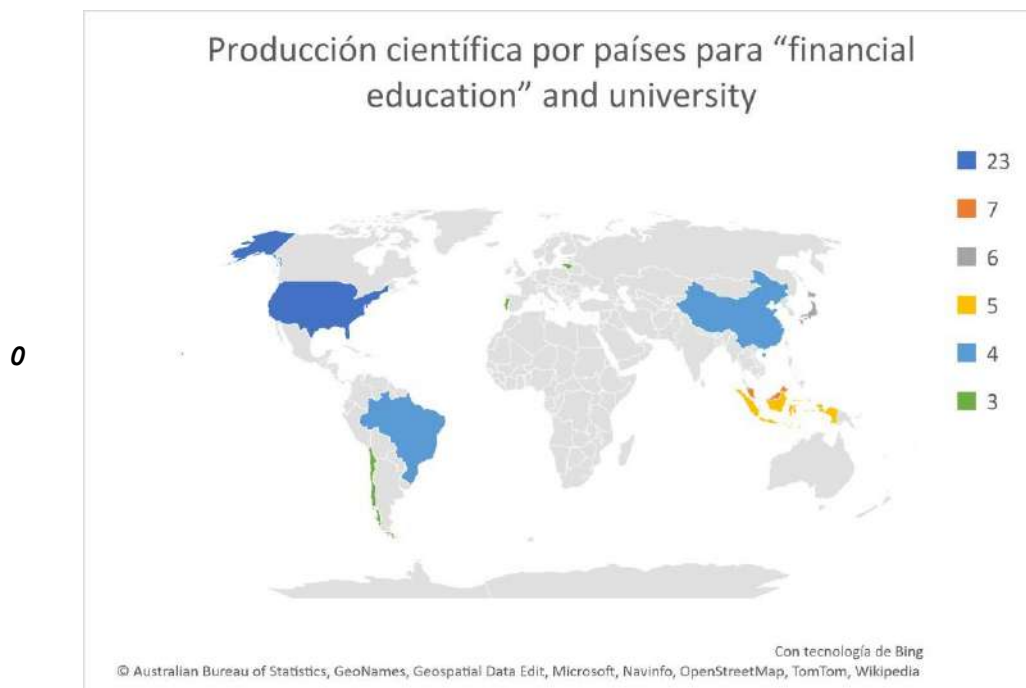 Producción científica por países para “financial
education” and university
23
7
6
5
4
3
0
Con tecnología de Bing
© Australian Bureau of Statistics, GeoNames, Geospatial Data Edit, Microsoft, Navinfo, OpenStreetMap, TomTom, Wikipedia